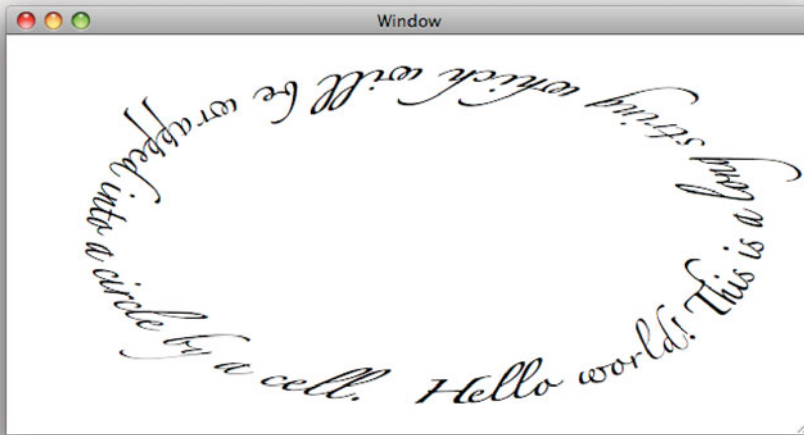 Window
Hello world! This is a long string which will be wrapped into a circle by a cell.